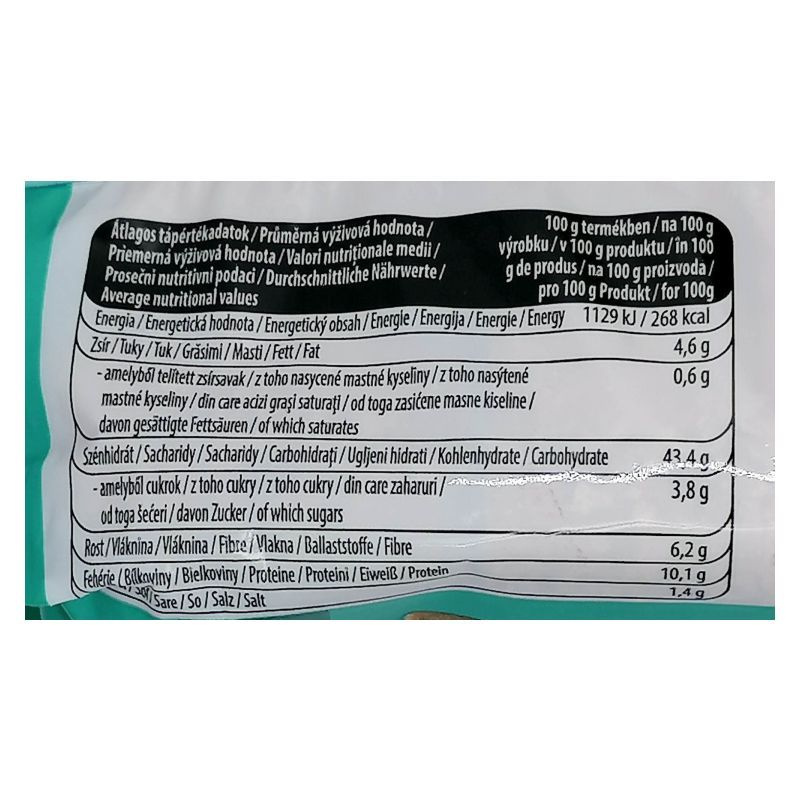 Átlagos tápértékadatok / Průměrná výživová hodnota /
Priemerná výživová hodnota / Valori nutriționale medii /
Prosečni nutritivni podaci / Durchschnittliche Nährwerte /
Average nutritional values
100 g termékben / na 100 g
výrobku / v 100 g produktu / in 100
g de produs / na 100 g proizvoda /
pro 100 g Produkt / for 100g
Energia / Energetická hodnota / Energetický obsah / Energie / Energija / Energie / Energy 1129 kJ / 268 kcal
Zsír / Tuky / Tuk / Grăsimi / Masti / Fett / Fat 4,6 g
- amelyből telített zsírsavak / z toho nasycené mastné kyseliny / z toho nasýtené 0,6 g
mastné kyseliny / din care acizi grași saturați / od toga zasićene masne kiseline /
davon gesättigte Fettsäuren / of which saturates
Szénhidrát / Sacharidy / Sacharidy / Carbohidrați / Ugljeni hidrati / Kohlenhydrate / Carbohydrate 43,4 g
- amelyből cukrok / z toho cukry / z toho cukry / din care zaharuri / 3,8 g
od toga šećeri / davon Zucker / of which sugars
Rost / Vláknina / Vláknina / Fibre / Vlakna / Ballaststoffe / Fibre 6,2 g
Fehérje / Bílkoviny / Bielkoviny / Proteine / Proteini / Eiweiß / Protein 10,1 g
Sare / So / Salz / Salt 1,4 g